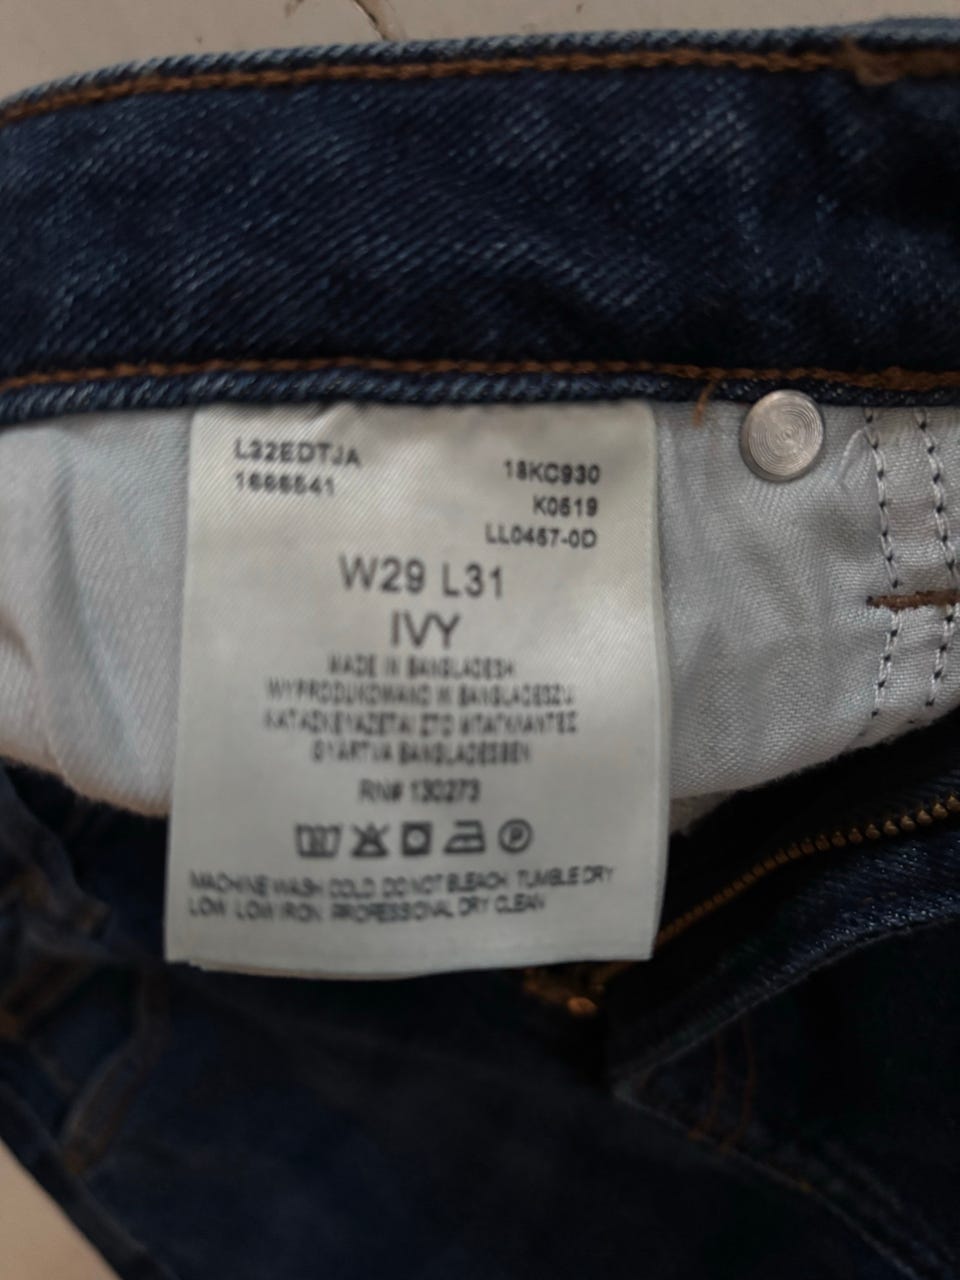 L32EDTJA
1666541
18KC930
K0619
LL0457-0D
W29 L31
IVY
MADE IN BANGLADESH
WYPRODUKOWANO W BANGLADESZU
ΚΑΤΑΣΚΕΥΑΖΕΤΑΙ ΣΤΟ ΜΠΑΓΚΛΑΝΤΕΣ
GYÁRTVA BANGLADESBEN
RN# 130273
MACHINE WASH COLD DO NOT BLEACH TUMBLE DRY
LOW LOW IRON PROFESSIONAL DRY CLEAN